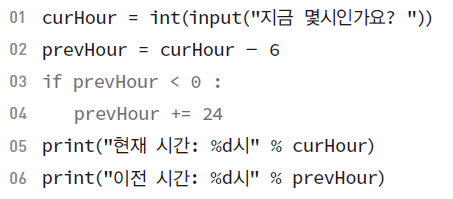 01 curHour = int(input("지금 몇시인가요? "))
02 prevHour = curHour - 6
03 if prevHour < 0 :
04     prevHour += 24
05 print("현재 시간: %d시" % curHour)
06 print("이전 시간: %d시" % prevHour)